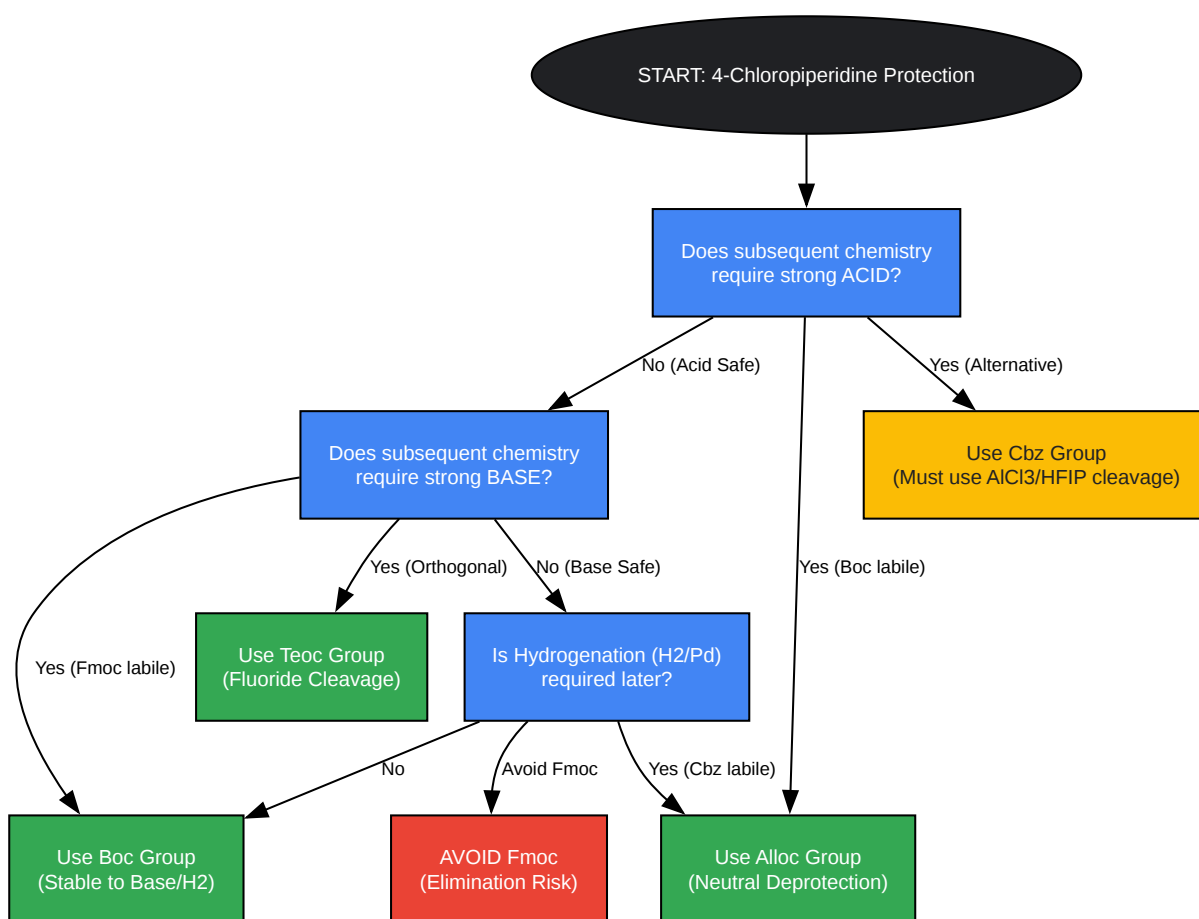 START: 4-Chloropiperidine Protection
Does subsequent chemistry
require strong ACID?
No (Acid Safe)
Yes (Alternative)
Does subsequent chemistry
require strong BASE?
Use Cbz Group
(Must use AlCl3/HFIP cleavage)
Yes (Orthogonal)
No (Base Safe)
Yes (Boc labile)
Yes (Fmoc labile)
Use Teoc Group
(Fluoride Cleavage)
Is Hydrogenation (H2/Pd)
required later?
No
Avoid Fmoc
Yes (Cbz labile)
Use Boc Group
(Stable to Base/H2)
AVOID Fmoc
(Elimination Risk)
Use Alloc Group
(Neutral Deprotection)